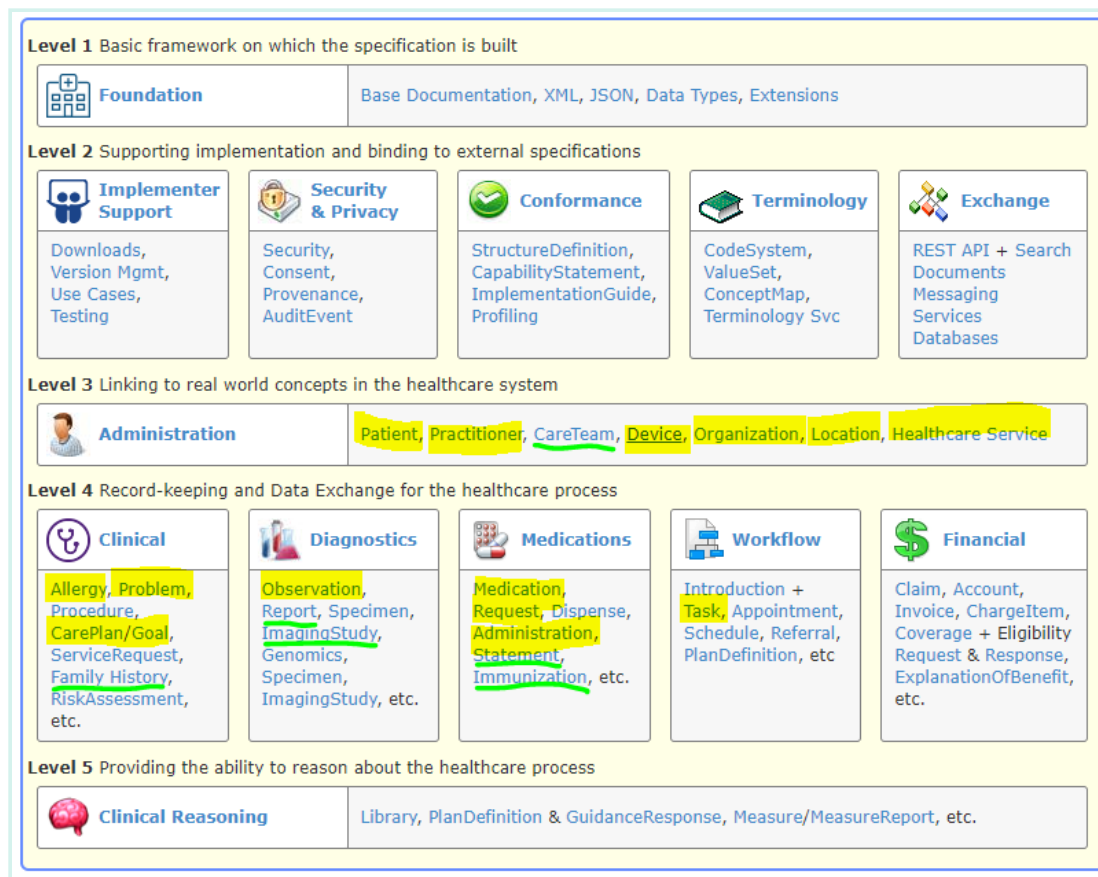 Level 1 Basic framework on which the specification is built
Foundation
Base Documentation, XML, JSON, Data Types, Extensions
Level 2 Supporting implementation and binding to external specifications
Implementer
Support
Downloads,
Version Mgmt,
Use Cases,
Testing
Security
& Privacy
Security,
Consent,
Provenance,
AuditEvent
Conformance
StructureDefinition,
CapabilityStatement,
ImplementationGuide,
Profiling
Terminology
CodeSystem,
ValueSet,
ConceptMap,
Terminology Svc
Exchange
REST API + Search
Documents
Messaging
Services
Databases
Level 3 Linking to real world concepts in the healthcare system
Administration
Patient, Practitioner, CareTeam, Device, Organization, Location, Healthcare Service
Level 4 Record-keeping and Data Exchange for the healthcare process
Clinical
Allergy, Problem,
Procedure,
CarePlan/Goal,
ServiceRequest,
Family History,
RiskAssessment,
etc.
Diagnostics
Observation,
Report, Specimen,
ImagingStudy,
Genomics,
Specimen,
ImagingStudy, etc.
Medications
Medication,
Request, Dispense,
Administration,
Statement,
Immunization, etc.
Workflow
Introduction +
Task, Appointment,
Schedule, Referral,
PlanDefinition, etc
Financial
Claim, Account,
Invoice, ChargeItem,
Coverage + Eligibility
Request & Response,
ExplanationOfBenefit,
etc.
Level 5 Providing the ability to reason about the healthcare process
Clinical Reasoning
Library, PlanDefinition & GuidanceResponse, Measure/MeasureReport, etc.